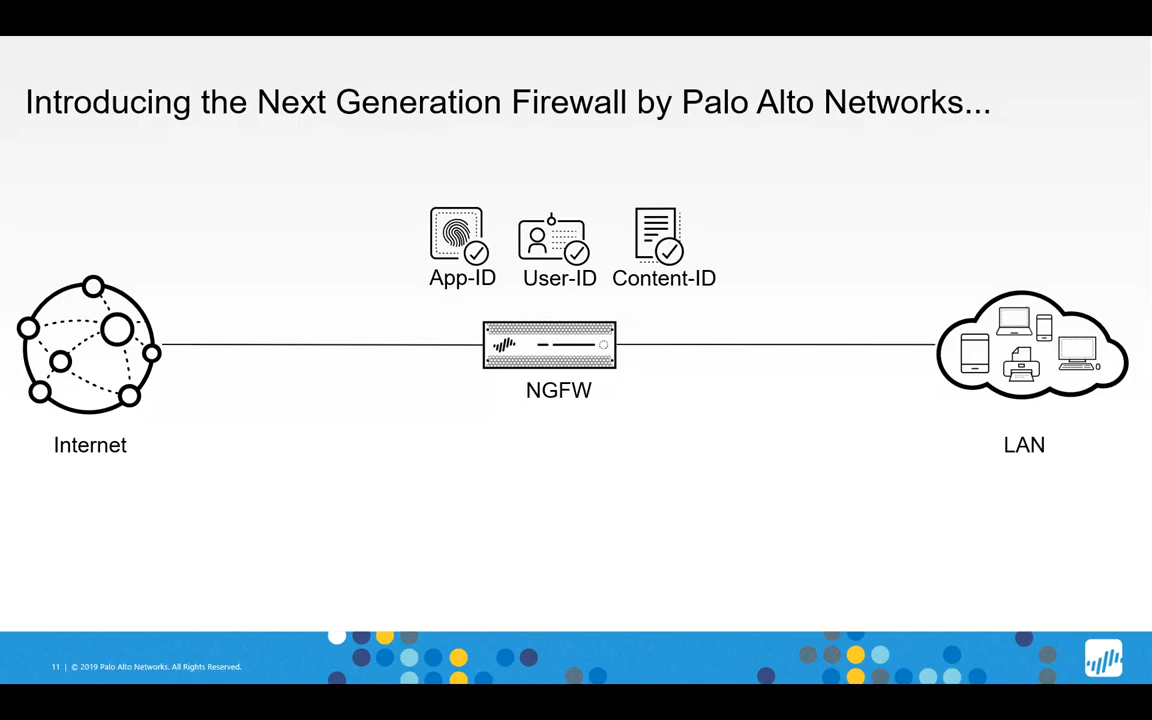 Introducing the Next Generation Firewall by Palo Alto Networks...
App-ID User-ID Content-ID
NGFW
Internet
LAN
11 | © 2019 Palo Alto Networks. All Rights Reserved.